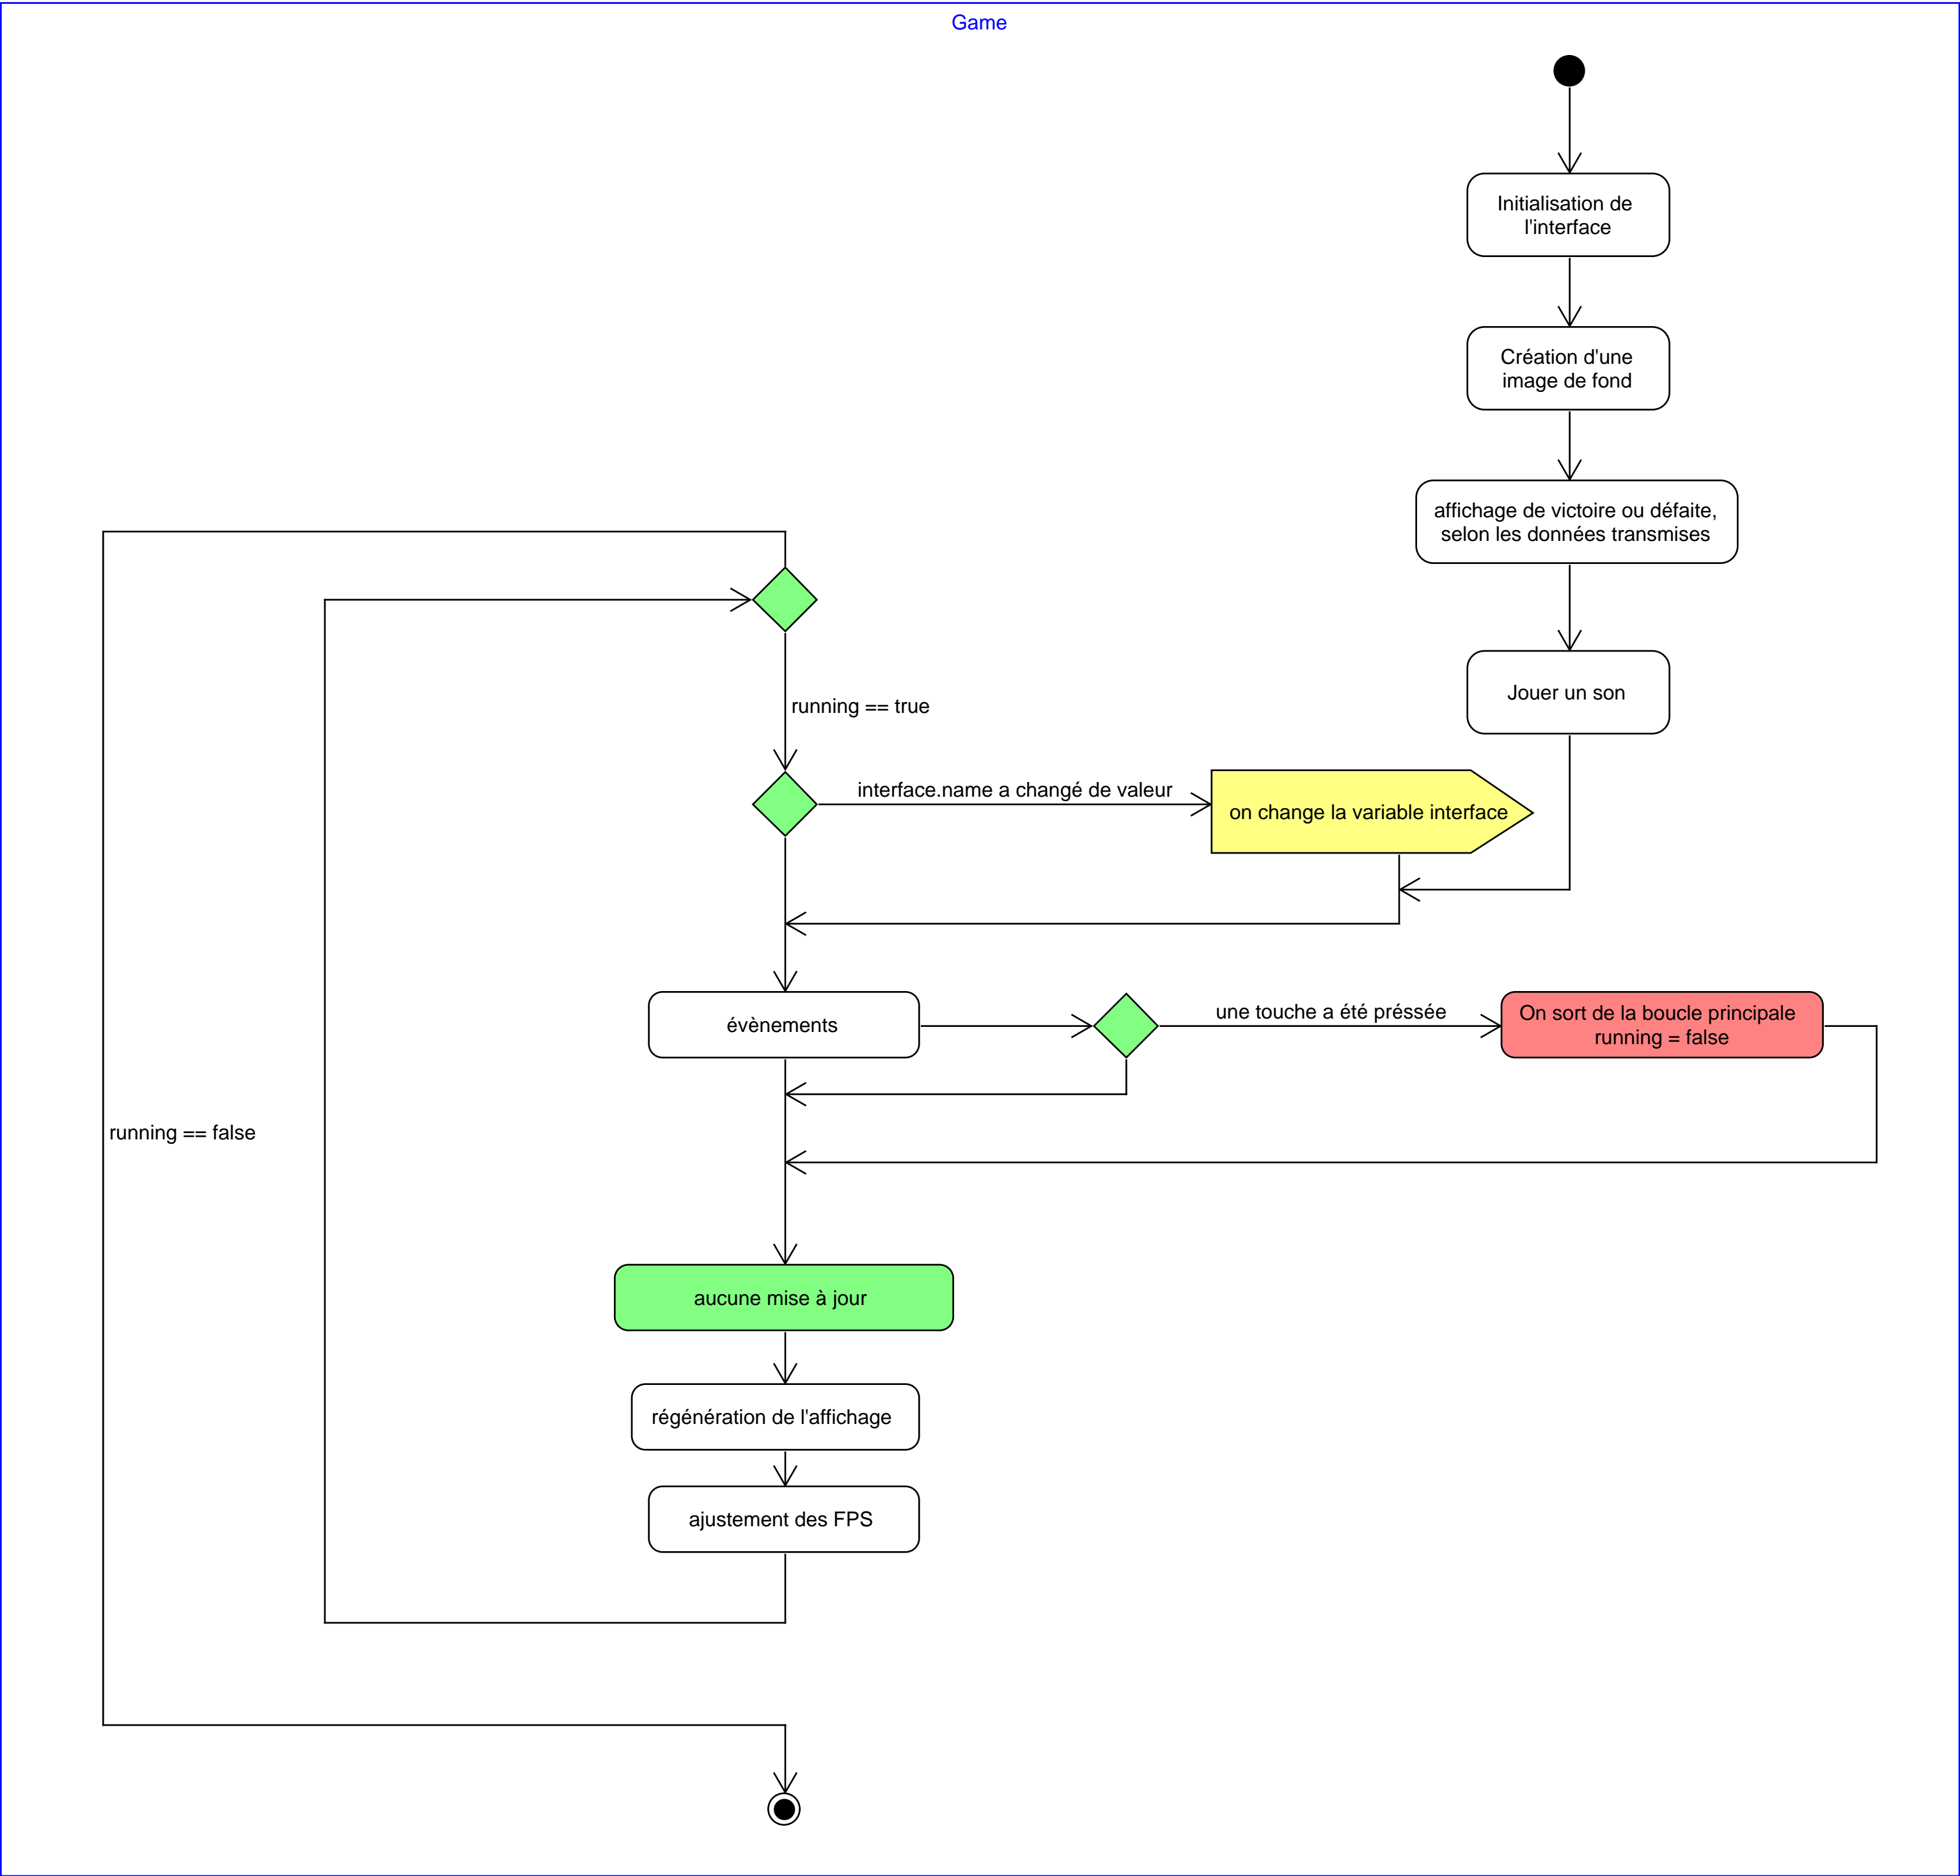 Game
Initialisation de
l'interface
Création d'une
image de fond
affichage de victoire ou défaite,
selon les données transmises
Jouer un son
running == true
interface.name a changé de valeur
on change la variable interface
évènements
une touche a été préssée
On sort de la boucle principale
running = false
running == false
aucune mise à jour
régénération de l'affichage
ajustement des FPS